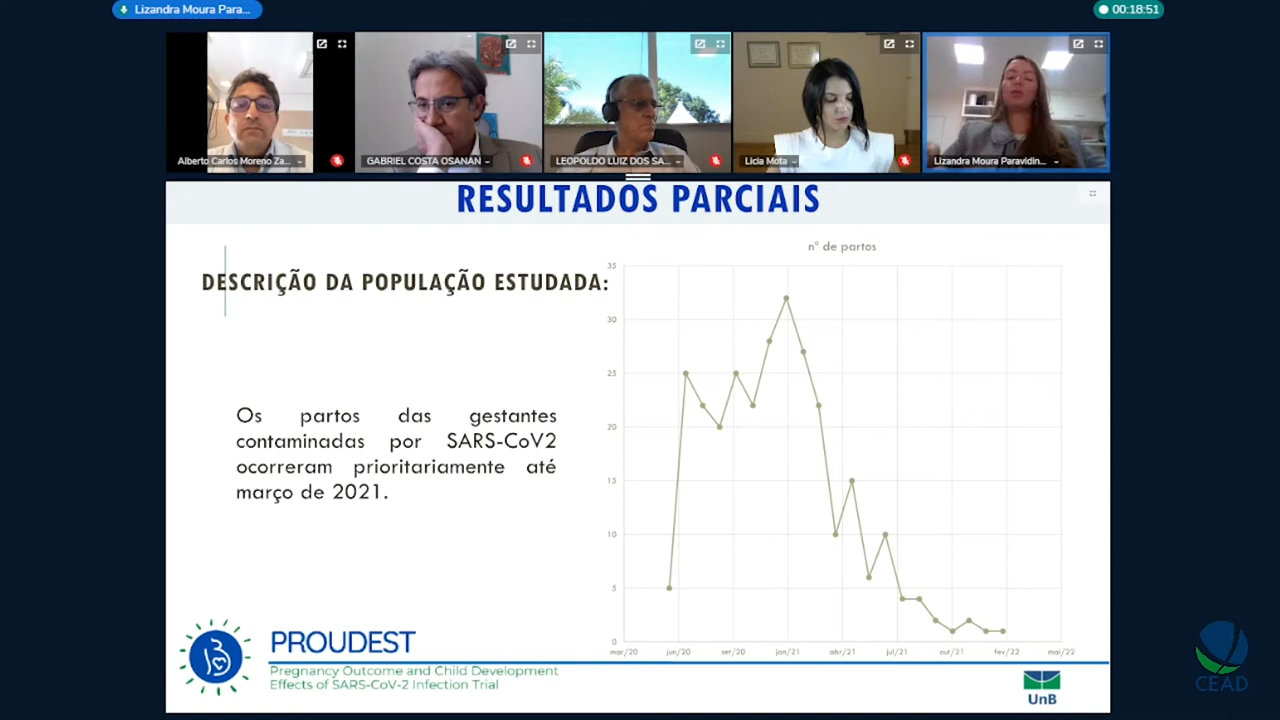 Lizandra Moura Para...
00:18:51
Alberto Carlos Moreno Za...
GABRIEL COSTA OSANAN
LEOPOLDO LUIZ DOS SA...
Licia Mota
Lizandra Moura Paravidin...
RESULTADOS PARCIAIS
DESCRIÇÃO DA POPULAÇÃO ESTUDADA:
Os partos das gestantes
contaminadas por SARS-CoV2
ocorreram prioritariamente até
março de 2021.
nº de partos
35
30
25
20
15
10
5
0
mar/20 jun/20 set/20 jan/21 abr/21 jul/21 out/21 fev/22 mai/22
PROUDEST
Pregnancy Outcome and Child Development
Effects of SARS-CoV-2 Infection Trial
UnB
CEAD